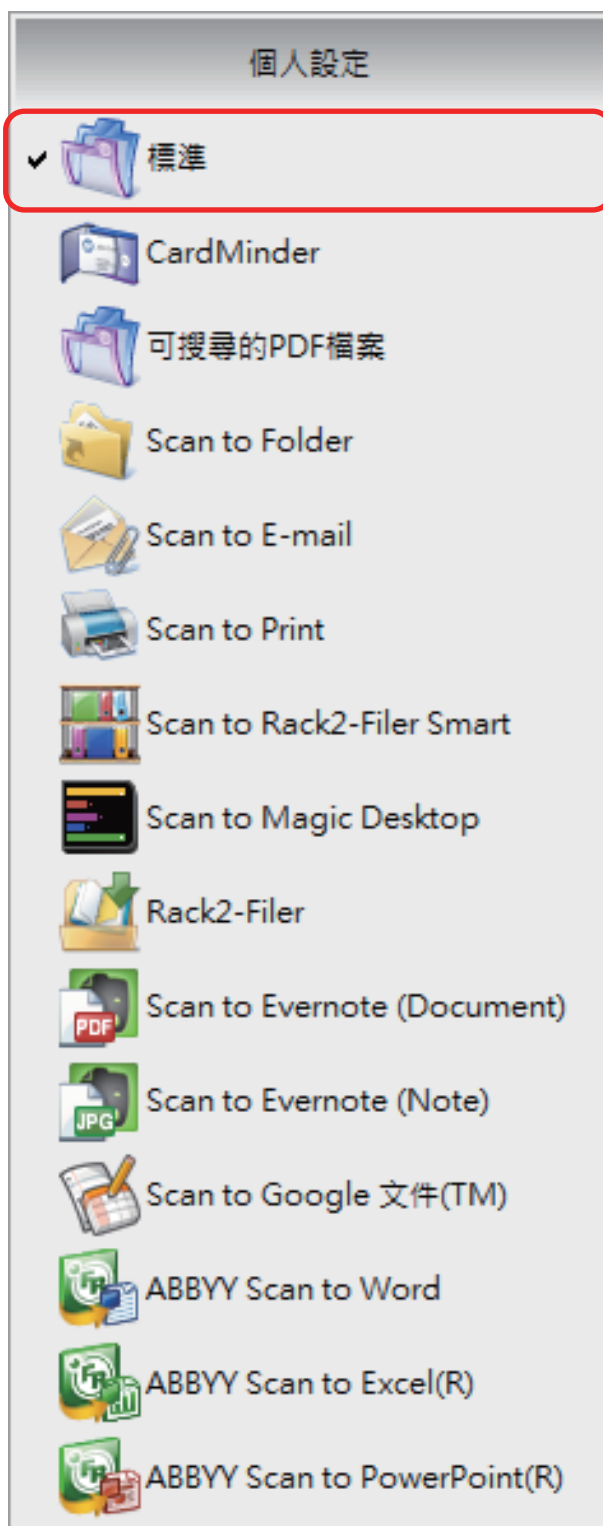 個人設定
標準
CardMinder
可搜尋的PDF檔案
Scan to Folder
Scan to E-mail
Scan to Print
Scan to Rack2-Filer Smart
Scan to Magic Desktop
Rack2-Filer
PDF
Scan to Evernote (Document)
JPG
Scan to Evernote (Note)
Scan to Google 文件(TM)
ABBYY Scan to Word
ABBYY Scan to Excel(R)
ABBYY Scan to PowerPoint(R)